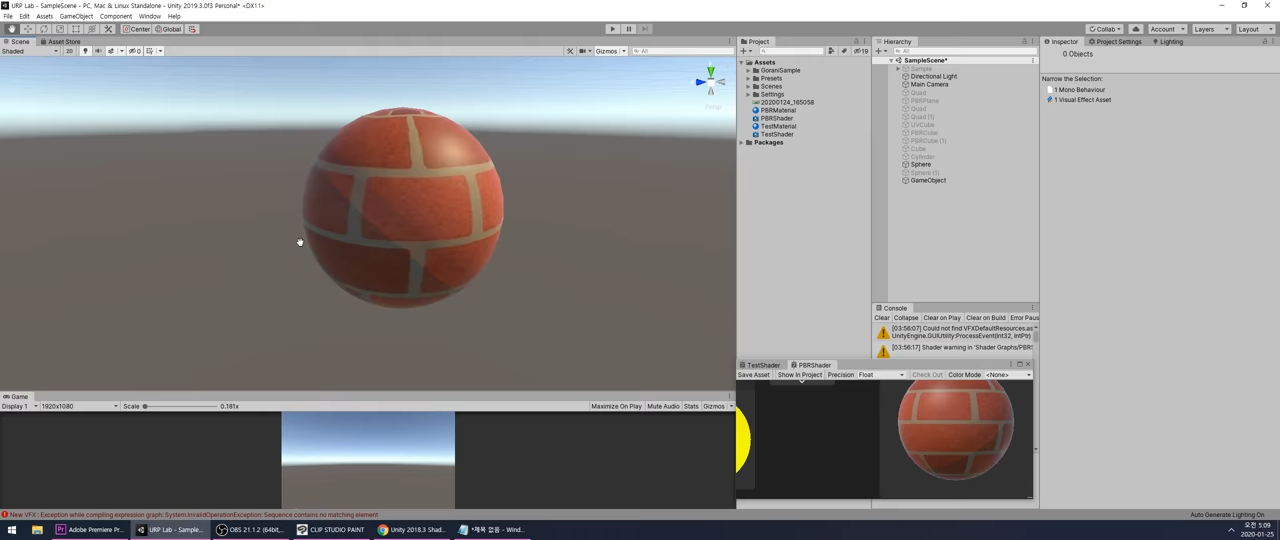 URP Lab - SampleScene - PC, Mac & Linux Standalone - Unity 2019.3.0f3 Personal* <DX11>
File Edit Assets GameObject Component Window Help
Center Global Collab Account Layers Layout
Scene Asset Store
Shaded 2D Gizmos All
Persp
Game
Display 1 1920x1080 Scale 0.181x Maximize On Play Mute Audio Stats Gizmos
Project
19
Assets
GoraniSample
Presets
Scenes
Settings
20200124_165058
PBRMaterial
PBRShader
TestMaterial
TestShader
Packages
Hierarchy
All
SampleScene*
Sample
Directional Light
Main Camera
Quad
PBRPlane
Quad
Quad (1)
UVCube
PBRCube
PBRCube (1)
Cube
Cylinder
Sphere
Sphere (1)
GameObject
Console
Clear Collapse Clear on Play Clear on Build Error Paus
[03:56:07] Could not find VFXDefaultResources.as
UnityEngine.GUIUtility:ProcessEvent(Int32, IntPtr)
[03:56:17] Shader warning in 'Shader Graphs/PBRS
TestShader PBRShader
Save Asset Show In Project Precision Float Check Out Color Mode <None>
Inspector Project Settings Lighting
0 Objects
Narrow the Selection:
1 Mono Behaviour
1 Visual Effect Asset
New VFX : Exception while compiling expression graph: System.InvalidOperationException: Sequence contains no matching element
Auto Generate Lighting On
Adobe Premiere Pr... URP Lab - Sample... OBS 21.1.2 (64bit,... CLIP STUDIO PAINT Unity 2018.3 Shad... *제목 없음 - Wind...
오전 5:09
2020-01-25